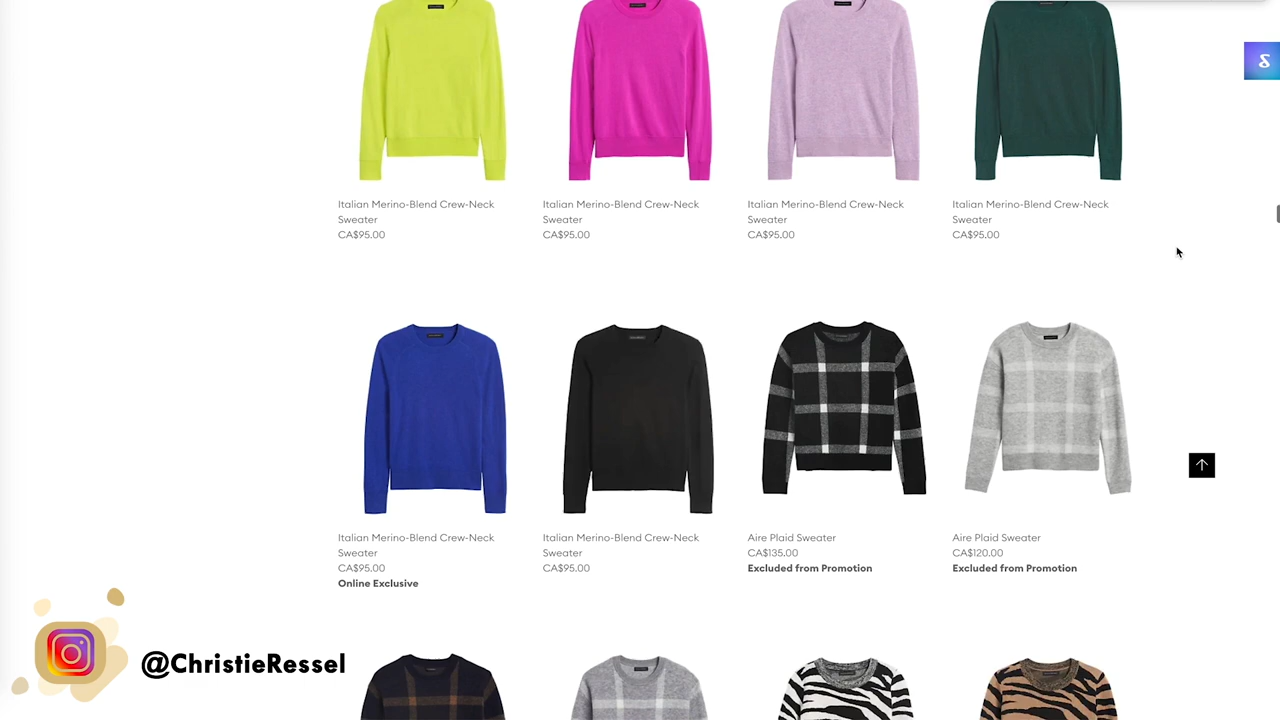 Italian Merino-Blend Crew-Neck
Sweater
CA$95.00
Italian Merino-Blend Crew-Neck
Sweater
CA$95.00
Italian Merino-Blend Crew-Neck
Sweater
CA$95.00
Italian Merino-Blend Crew-Neck
Sweater
CA$95.00
Italian Merino-Blend Crew-Neck
Sweater
CA$95.00
Online Exclusive
Italian Merino-Blend Crew-Neck
Sweater
CA$95.00
Aire Plaid Sweater
CA$135.00
Excluded from Promotion
Aire Plaid Sweater
CA$120.00
Excluded from Promotion
@ChristieRessel